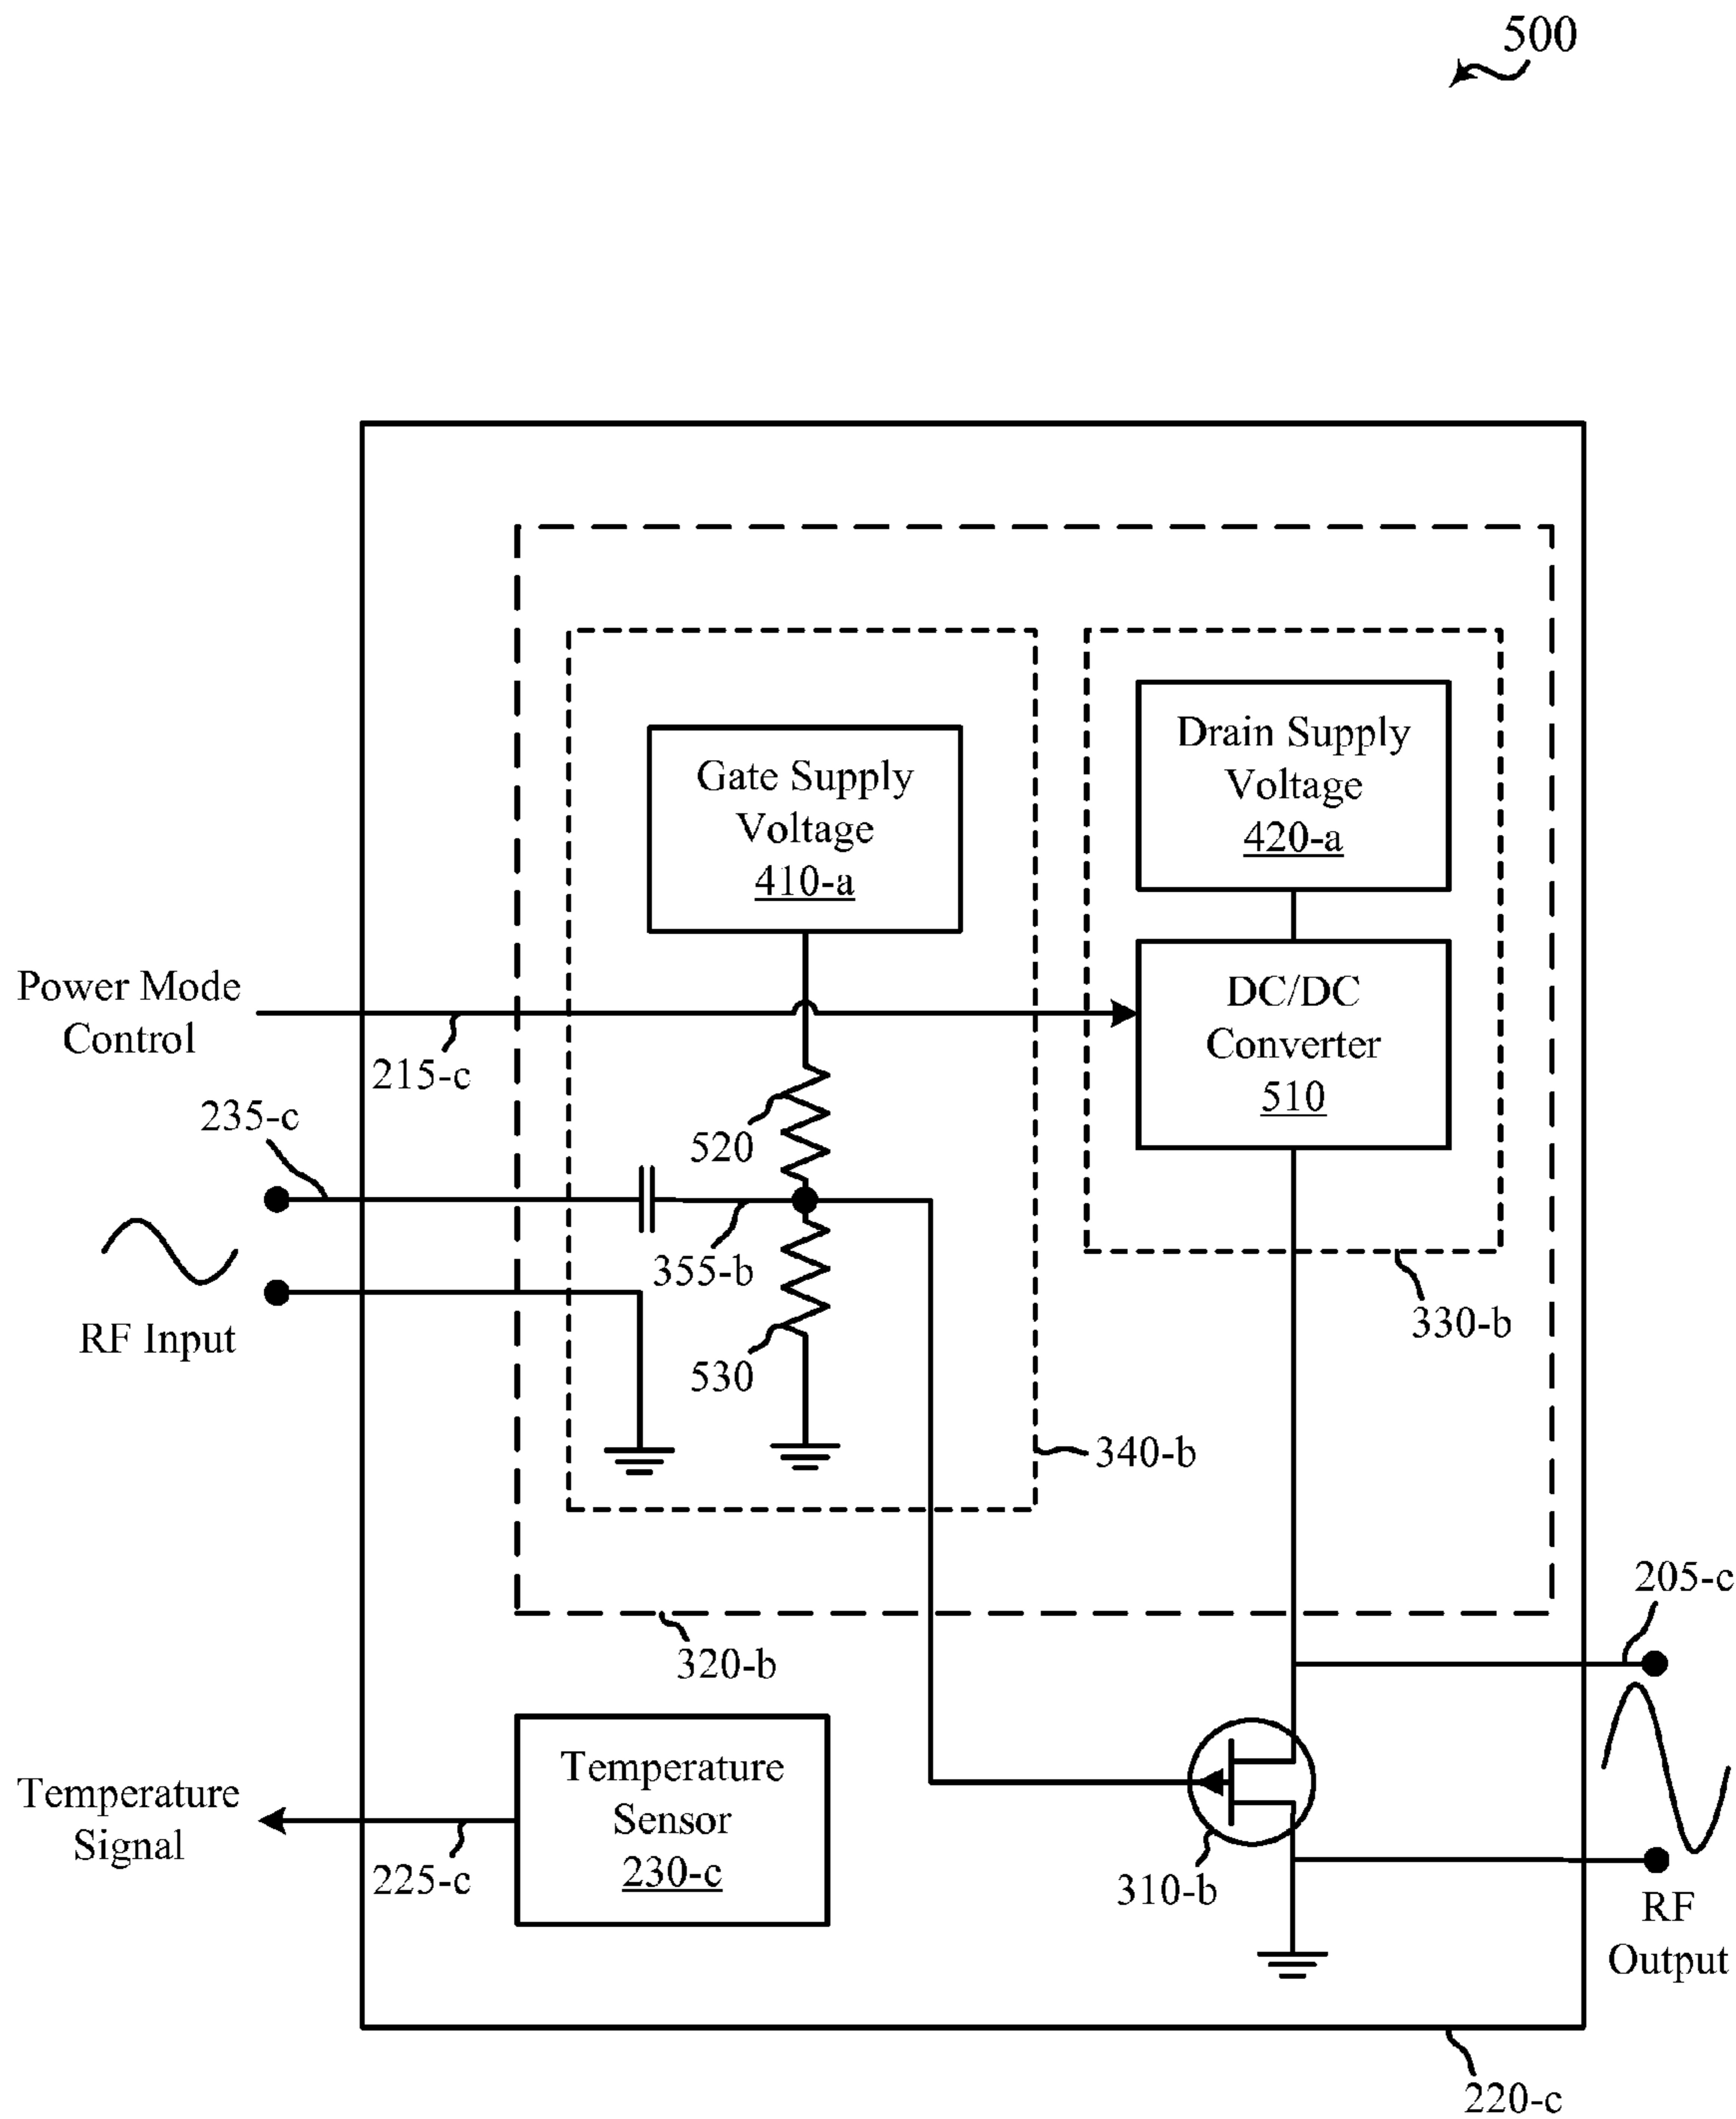 500
Gate Supply
Voltage
410-a
Drain Supply
Voltage
420-a
Power Mode
Control
215-c
DC/DC
Converter
510
235-c
520
355-b
RF Input
530
330-b
340-b
320-b
205-c
Temperature
Signal
225-c
Temperature
Sensor
230-c
310-b
RF
Output
220-c